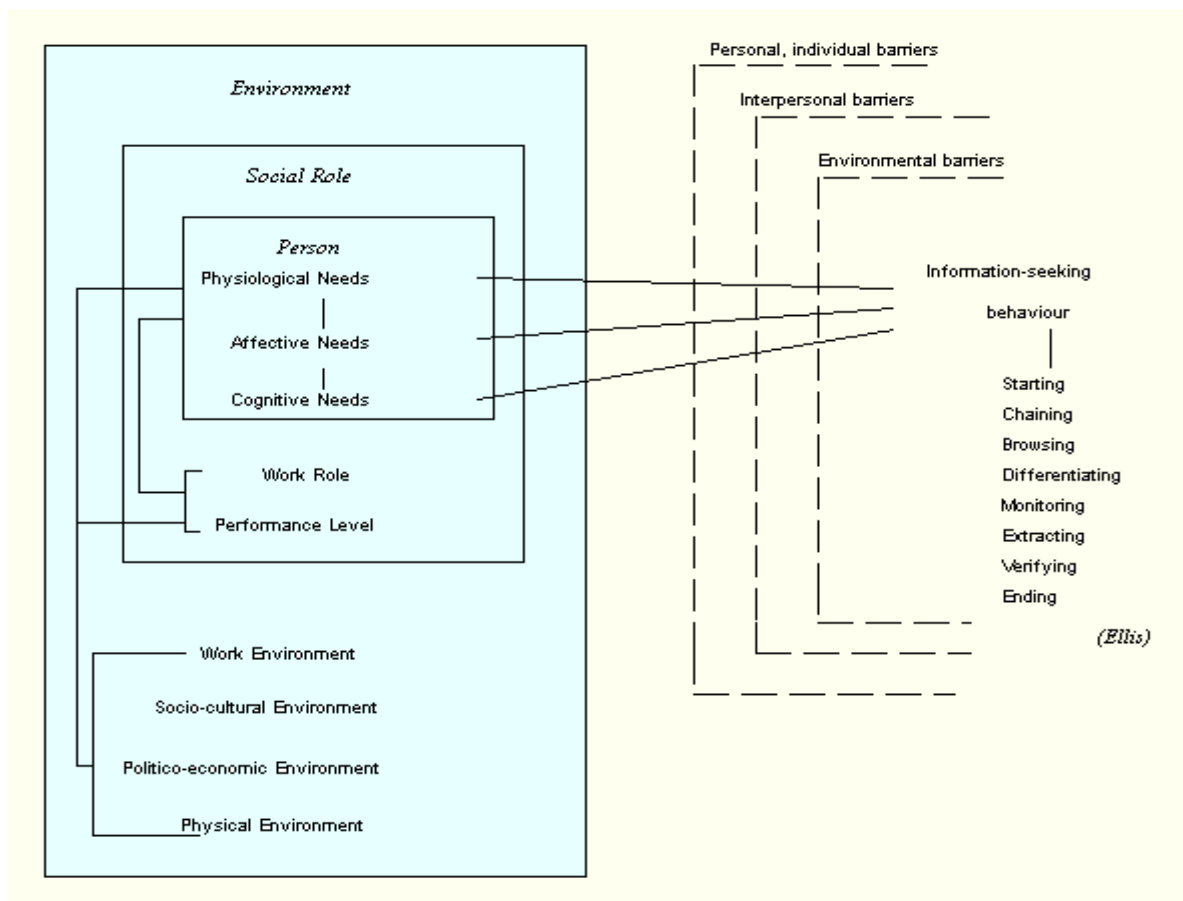 Environment
Social Role
Person
Physiological Needs
Affective Needs
Cognitive Needs
Work Role
Performance Level
Work Environment
Socio-cultural Environment
Politico-economic Environment
Physical Environment
Personal, individual barriers
Interpersonal barriers
Environmental barriers
Information-seeking
behaviour
Starting
Chaining
Browsing
Differentiating
Monitoring
Extracting
Verifying
Ending
(Ellis)